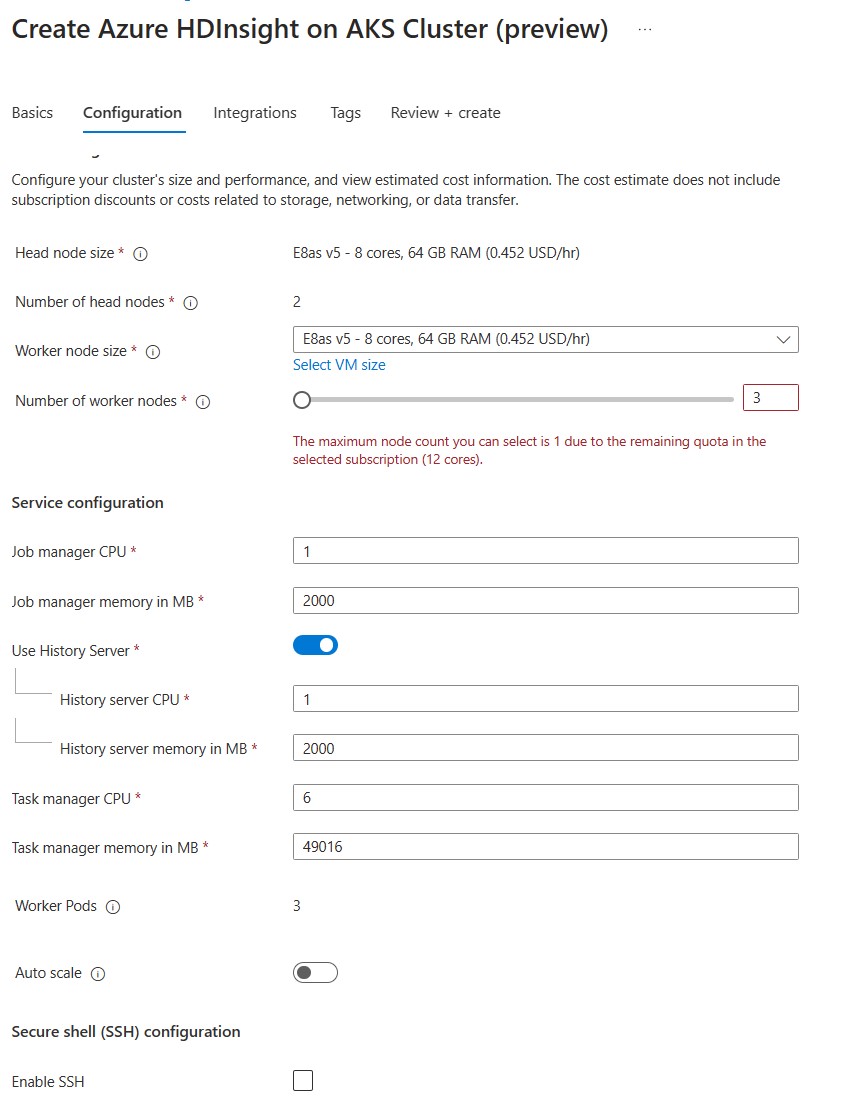 Create Azure HDInsight on AKS Cluster (preview) ...
Basics Configuration Integrations Tags Review + create
Configure your cluster's size and performance, and view estimated cost information. The cost estimate does not include
subscription discounts or costs related to storage, networking, or data transfer.
Head node size * E8as v5 - 8 cores, 64 GB RAM (0.452 USD/hr)
Number of head nodes * 2
Worker node size * E8as v5 - 8 cores, 64 GB RAM (0.452 USD/hr)
Select VM size
Number of worker nodes * 3
The maximum node count you can select is 1 due to the remaining quota in the
selected subscription (12 cores).
Service configuration
Job manager CPU * 1
Job manager memory in MB * 2000
Use History Server *
History server CPU * 1
History server memory in MB * 2000
Task manager CPU * 6
Task manager memory in MB * 49016
Worker Pods 3
Auto scale
Secure shell (SSH) configuration
Enable SSH